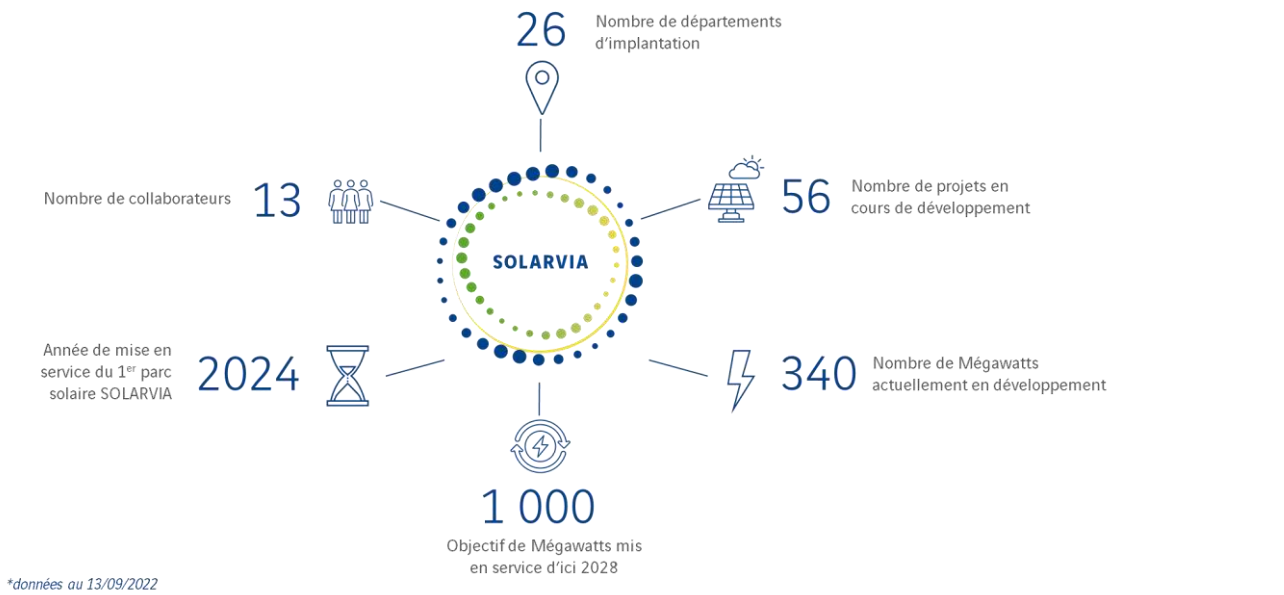 26
Nombre de départements
d'implantation
Nombre de collaborateurs
13
56
Nombre de projets en
cours de développement
SOLARVIA
Année de mise en
service du 1er parc
solaire SOLARVIA
2024
340
Nombre de Mégawatts
actuellement en développement
1 000
Objectif de Mégawatts mis
en service d'ici 2028
*données au 13/09/2022